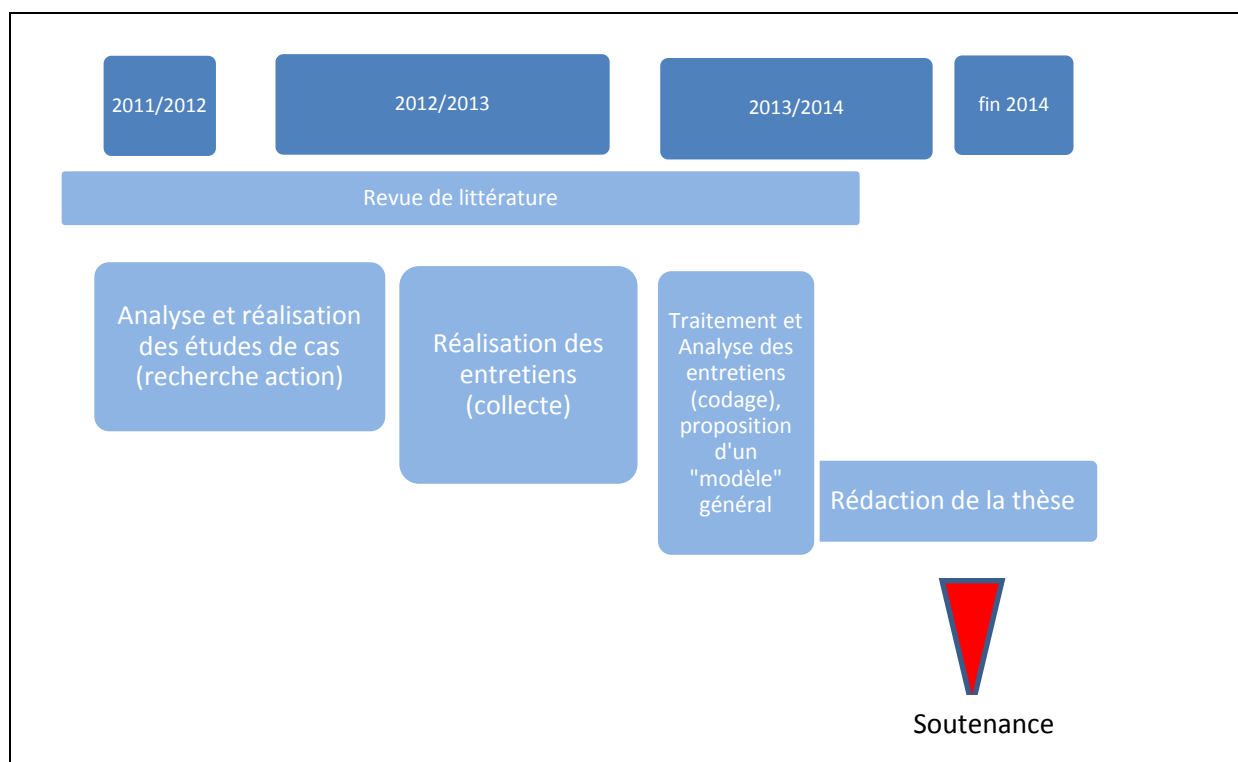 2011/2012
2012/2013
2013/2014
fin 2014
Revue de littérature
Analyse et réalisation
des études de cas
(recherche action)
Réalisation des
entretiens
(collecte)
Traitement et
Analyse des
entretiens
(codage),
proposition
d'un
"modèle"
général
Rédaction de la thèse
Soutenance